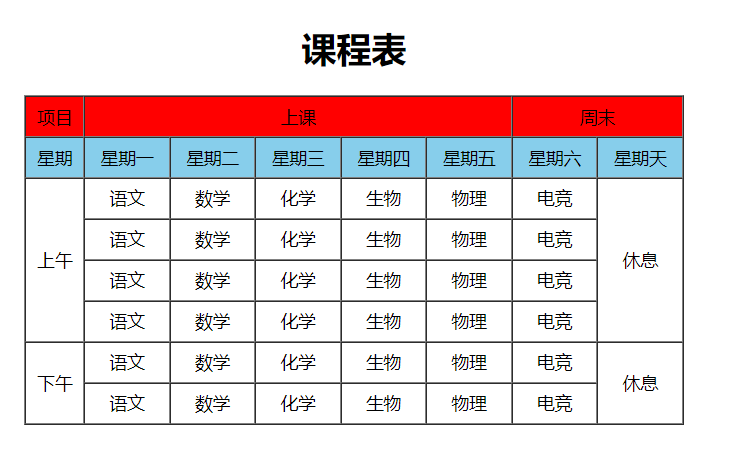 课程表
项目 上课 周末
星期 星期一 星期二 星期三 星期四 星期五 星期六 星期天
语文 数学 化学 生物 物理 电竞
语文 数学 化学 生物 物理 电竞
上午 休息
语文 数学 化学 生物 物理 电竞
语文 数学 化学 生物 物理 电竞
语文 数学 化学 生物 物理 电竞
下午 休息
语文 数学 化学 生物 物理 电竞